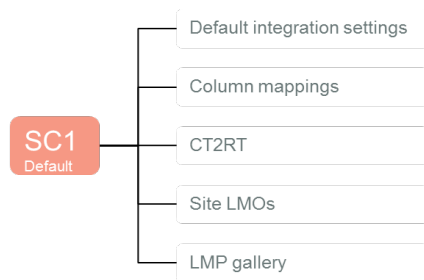 Default integration settings
Column mappings
SC1
Default
CT2RT
Site LMOs
LMP gallery